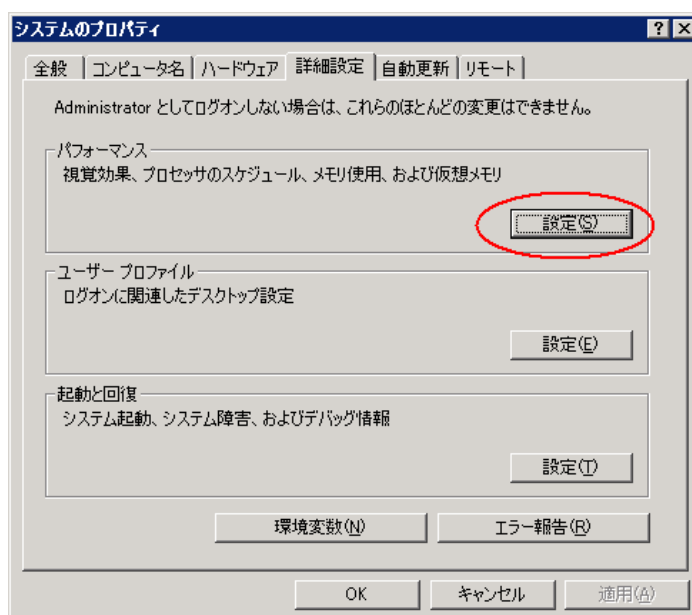 システムのプロパティ
全般 コンピュータ名 ハードウェア 詳細設定 自動更新 リモート
Administrator としてログオンしない場合は、これらのほとんどの変更はできません。
パフォーマンス
視覚効果、プロセッサのスケジュール、メモリ使用、および仮想メモリ
設定(S)
ユーザー プロファイル
ログオンに関連したデスクトップ設定
設定(E)
起動と回復
システム起動、システム障害、およびデバッグ情報
設定(T)
環境変数(N) エラー報告(R)
OK キャンセル 適用(A)